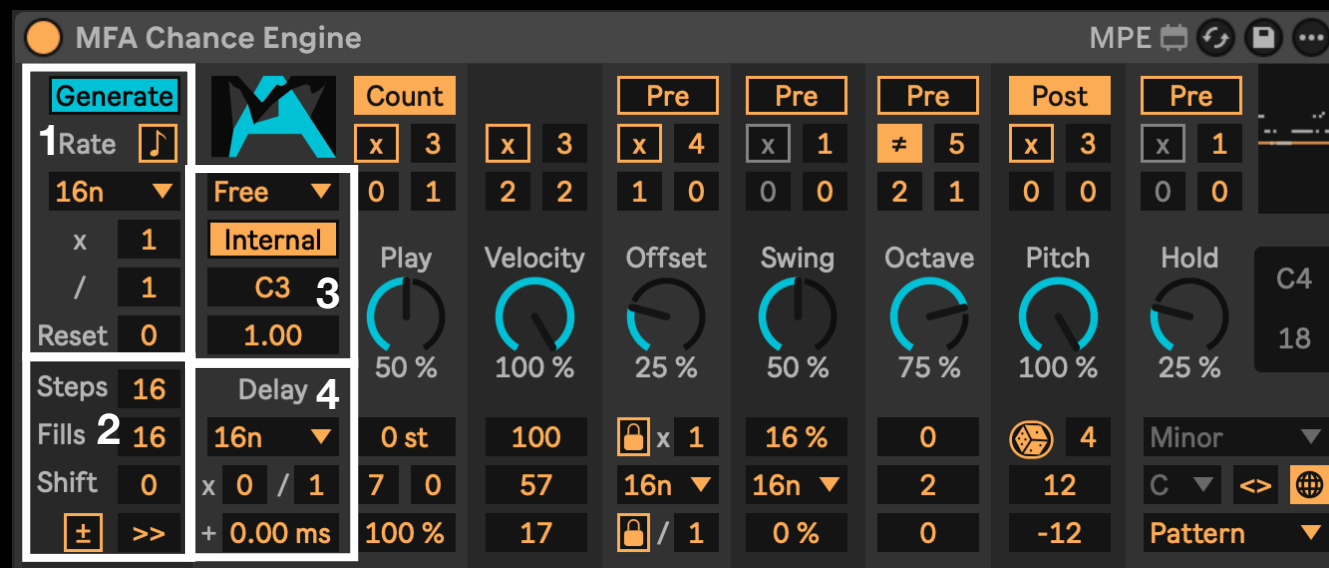 MFA Chance Engine MPE
Generate Count Pre Pre Pre Post Pre
1 Rate x 3 x 3 x 4 x 1 ≠ 5 x 3 x 1
16n Free 0 1 2 2 1 0 0 0 2 1 0 0 0 0
x 1 Internal Play Velocity Offset Swing Octave Pitch Hold
/ 1 C3 3 C4
Reset 0 1.00 18
50 % 100 % 25 % 50 % 75 % 100 % 25 %
Steps 16 Delay 4
Fills 2 16 16n 0 st 100 x 1 16 % 0 4 Minor
Shift 0 x 0 / 1 7 0 57 16n 16n 2 12 C <>
± >> + 0.00 ms 100 % 17 / 1 0 % 0 -12 Pattern